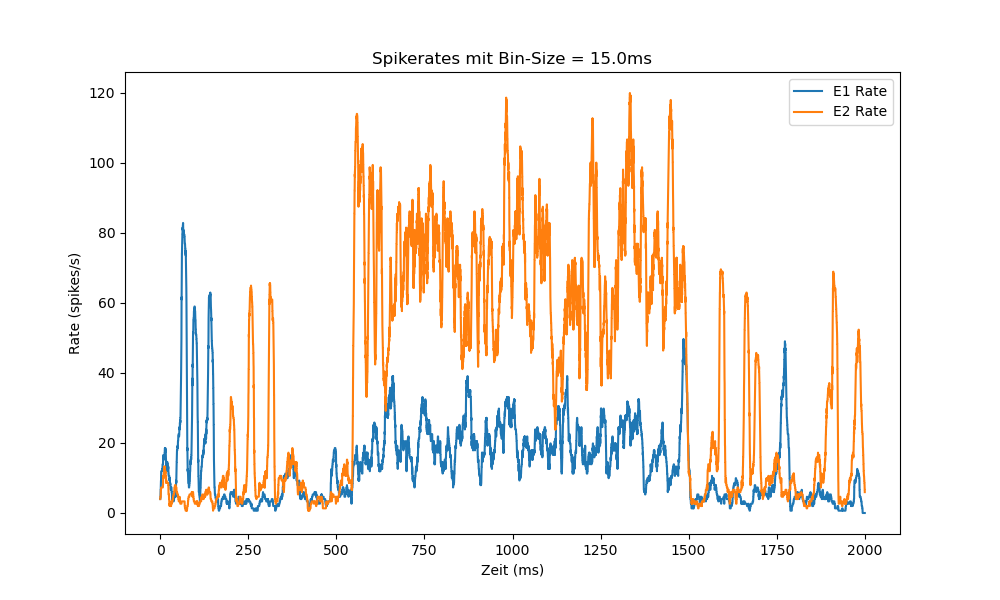 Spikerates mit Bin-Size = 15.0ms
E1 Rate
E2 Rate
120
100
80
60
40
20
0
Rate (spikes/s)
0 250 500 750 1000 1250 1500 1750 2000
Zeit (ms)